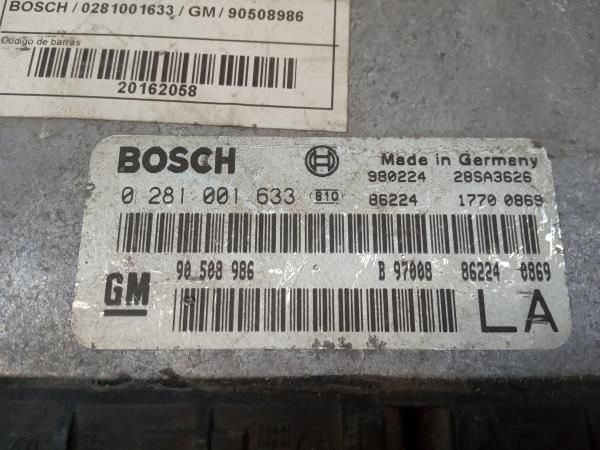 BOSCH / 0281001633 / GM / 90508986
Código de barras
20162058
BOSCH Made in Germany
980224 28SA3626
0 281 001 633 810 86224 1770 0869
90 508 986 B 97008 86224 0869
GM LA